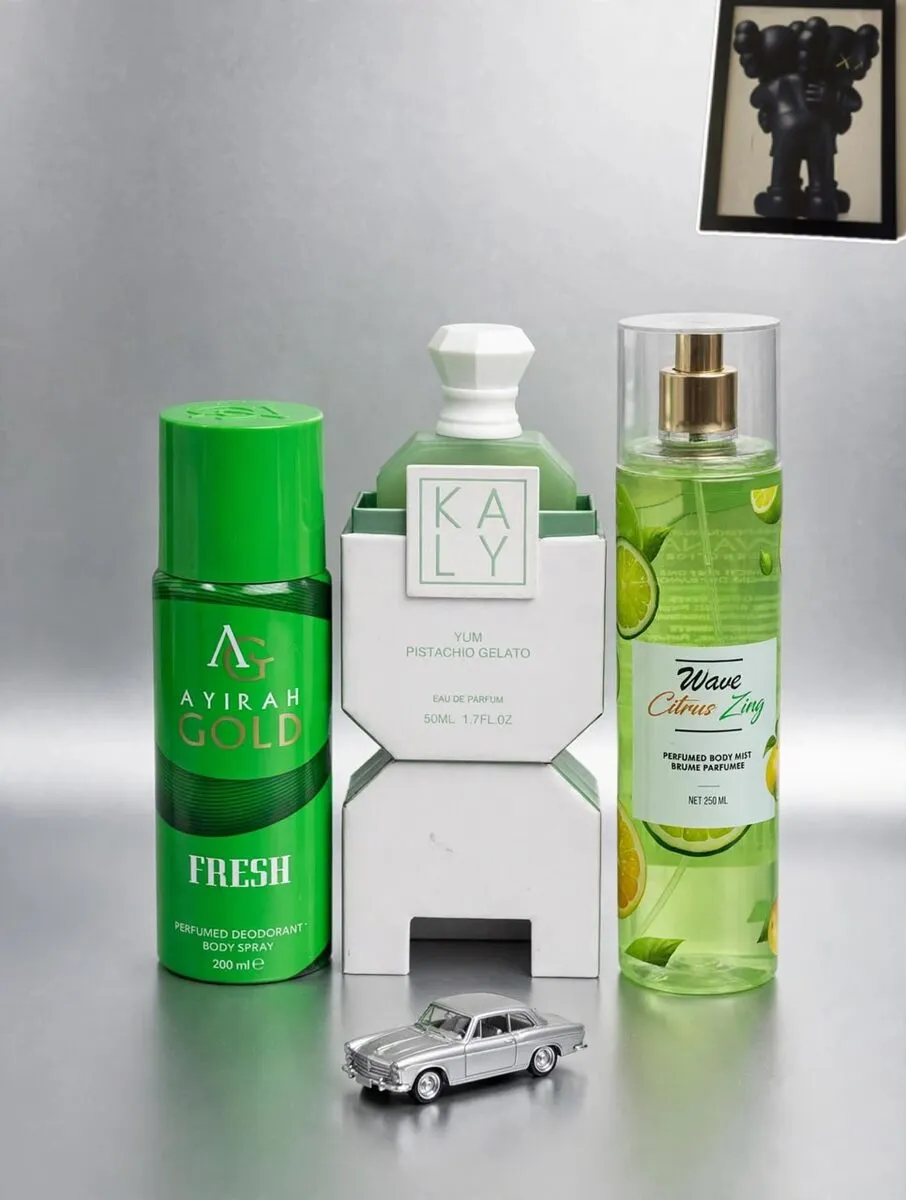 AG
AYIRAH
GOLD
FRESH
PERFUMED DEODORANT
BODY SPRAY
200 ml ℮
KA
LY
YUM
PISTACHIO GELATO
EAU DE PARFUM
50ML 1.7FL.OZ
Wave
Citrus Zing
PERFUMED BODY MIST
BRUME PARFUMÉE
NET 250 ML